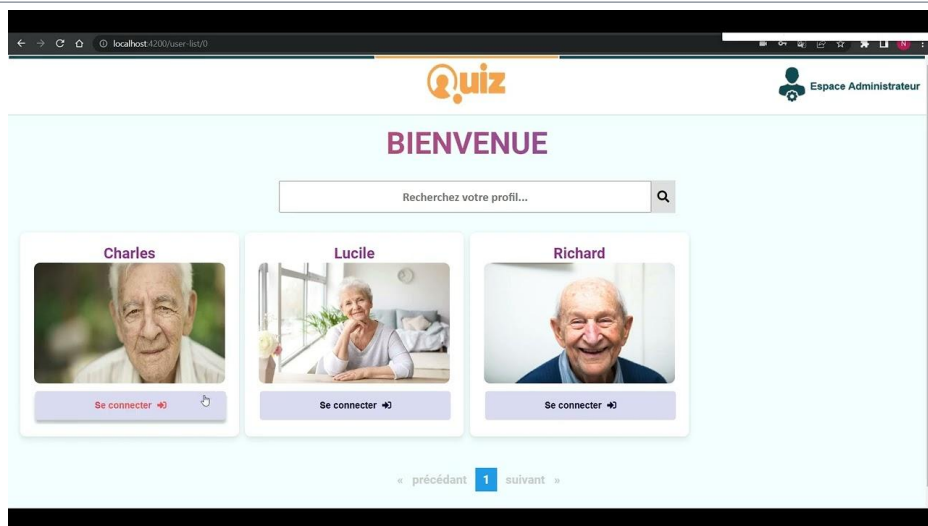 localhost:4200/user-list/0
N
Quiz
Espace Administrateur
BIENVENUE
Recherchez votre profil...
Charles
Lucile
Richard
Se connecter
Se connecter
Se connecter
« précédant 1 suivant »